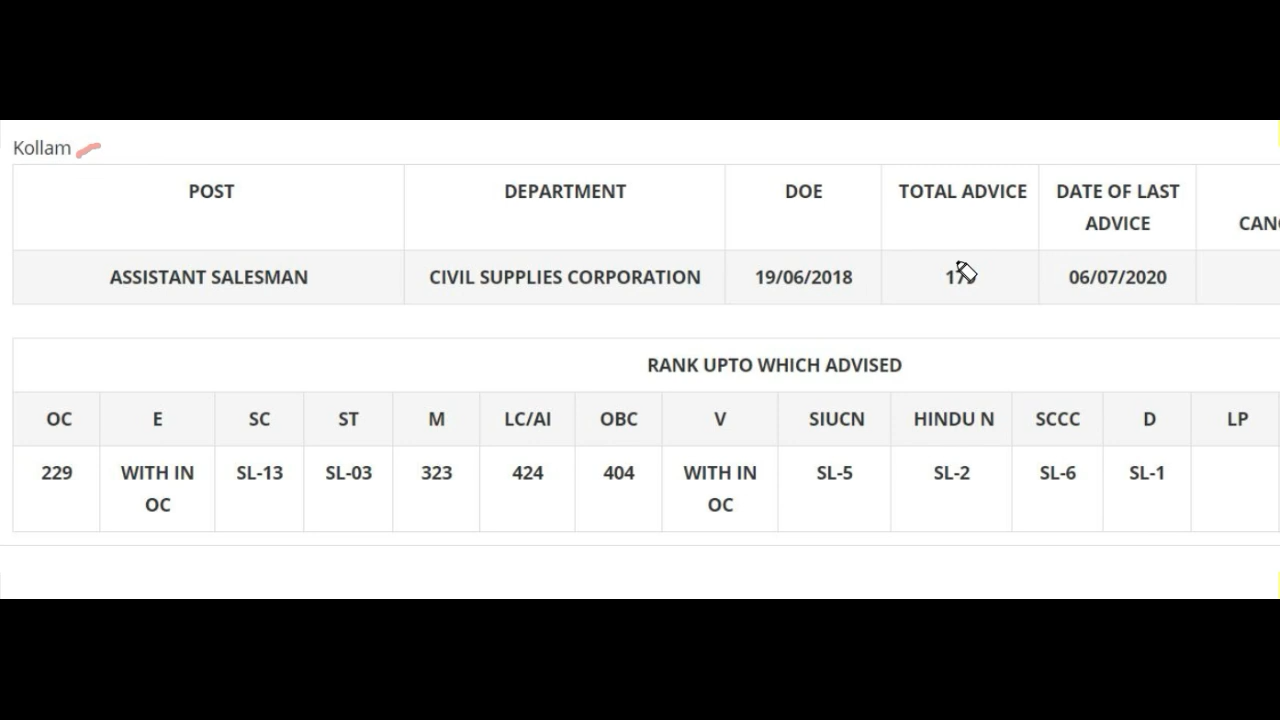 Kollam
POST DEPARTMENT DOE TOTAL ADVICE DATE OF LAST ADVICE
ASSISTANT SALESMAN CIVIL SUPPLIES CORPORATION 19/06/2018 06/07/2020
RANK UPTO WHICH ADVISED
OC E SC ST M LC/AI OBC V SIUCN HINDU N SCCC D LP
229 WITH IN OC SL-13 SL-03 323 424 404 WITH IN OC SL-5 SL-2 SL-6 SL-1